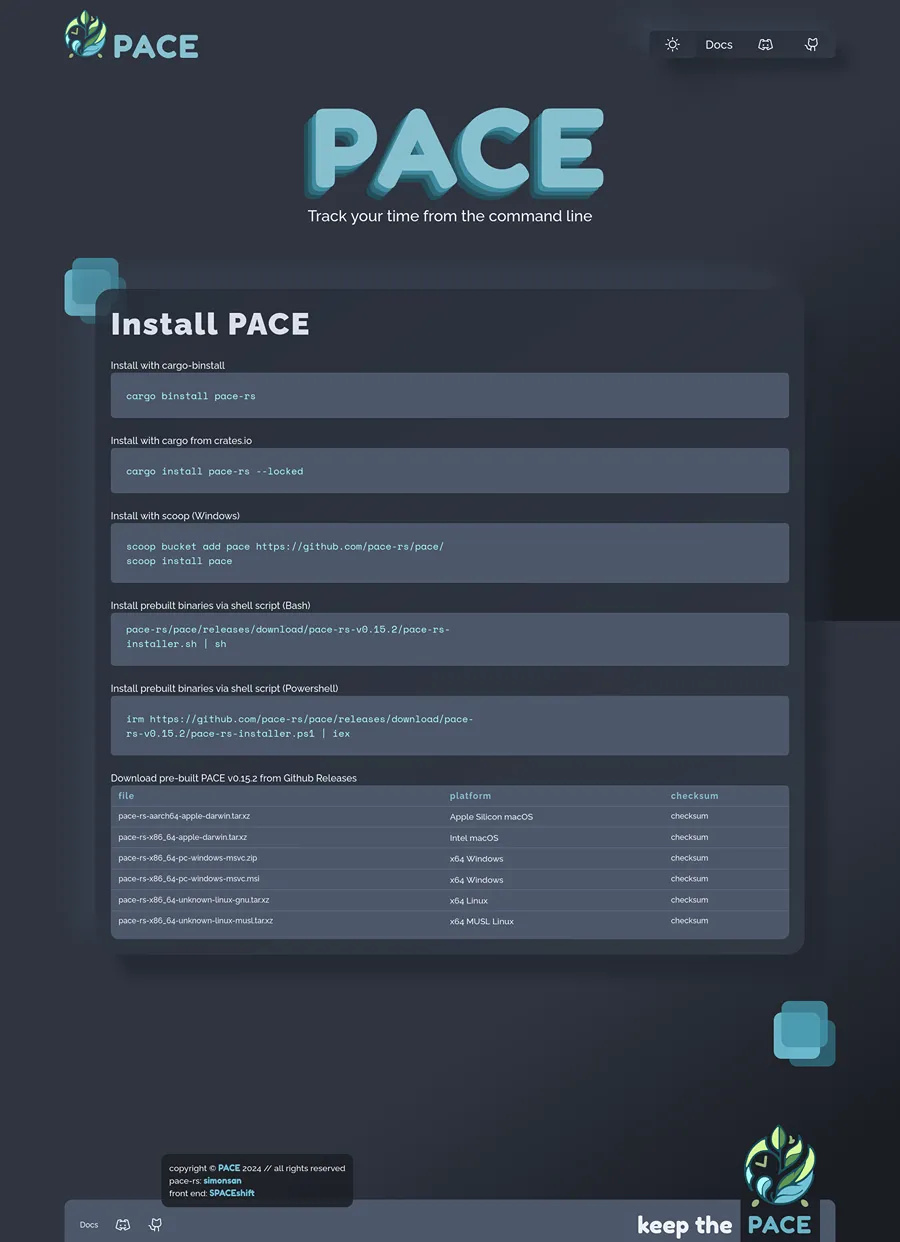 PACE
Docs
PACE
Track your time from the command line
Install PACE
Install with cargo-binstall
cargo binstall pace-rs
Install with cargo from crates.io
cargo install pace-rs --locked
Install with scoop (Windows)
scoop bucket add pace https://github.com/pace-rs/pace/
scoop install pace
Install prebuilt binaries via shell script (Bash)
pace-rs/pace/releases/download/pace-rs-v0.15.2/pace-rs-
installer.sh | sh
Install prebuilt binaries via shell script (Powershell)
irm https://github.com/pace-rs/pace/releases/download/pace-
rs-v0.15.2/pace-rs-installer.ps1 | iex
Download pre-built PACE v0.15.2 from Github Releases
file platform checksum
pace-rs-aarch64-apple-darwin.tar.xz Apple Silicon macOS checksum
pace-rs-x86_64-apple-darwin.tar.xz Intel macOS checksum
pace-rs-x86_64-pc-windows-msvc.zip x64 Windows checksum
pace-rs-x86_64-pc-windows-msvc.msi x64 Windows checksum
pace-rs-x86_64-unknown-linux-gnu.tar.xz x64 Linux checksum
pace-rs-x86_64-unknown-linux-musl.tar.xz x64 MUSL Linux checksum
copyright © PACE 2024 // all rights reserved
pace-rs: simonsan
front end: SPACEshift
Docs
keep the PACE